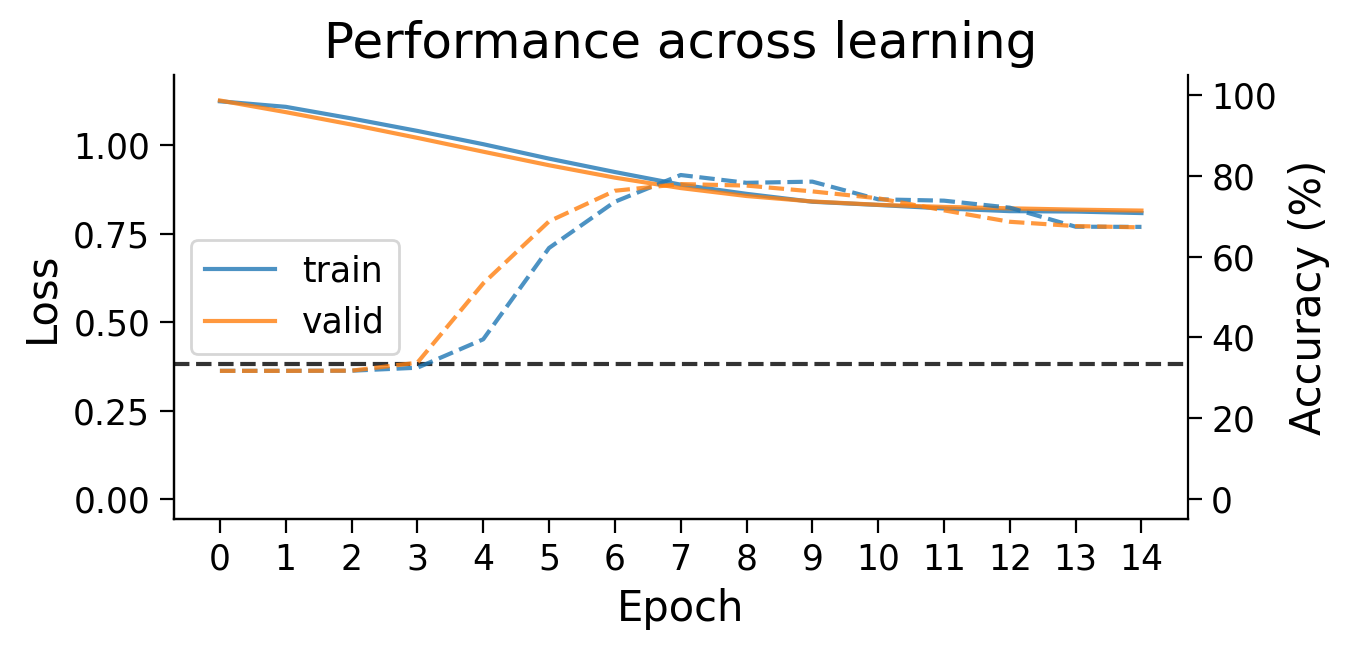 Performance across learning
1.00
0.75
0.50
0.25
0.00
Loss
train
valid
100
80
60
40
20
0
Accuracy (%)
0 1 2 3 4 5 6 7 8 9 10 11 12 13 14
Epoch